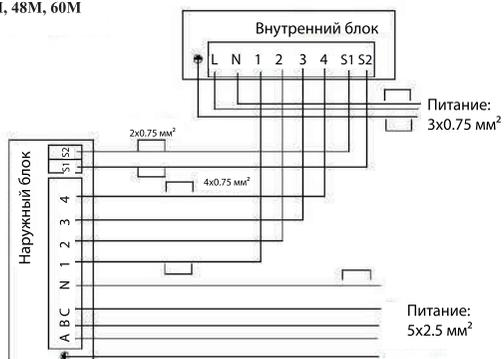 48M, 60M
Внутренний блок
L N 1 2 3 4 S1 S2
Питание:
3x0.75 мм²
2x0.75 мм²
4x0.75 мм²
Наружный блок
S2
S1
4
3
2
1
N
C
B
A
Питание:
5x2.5 мм²